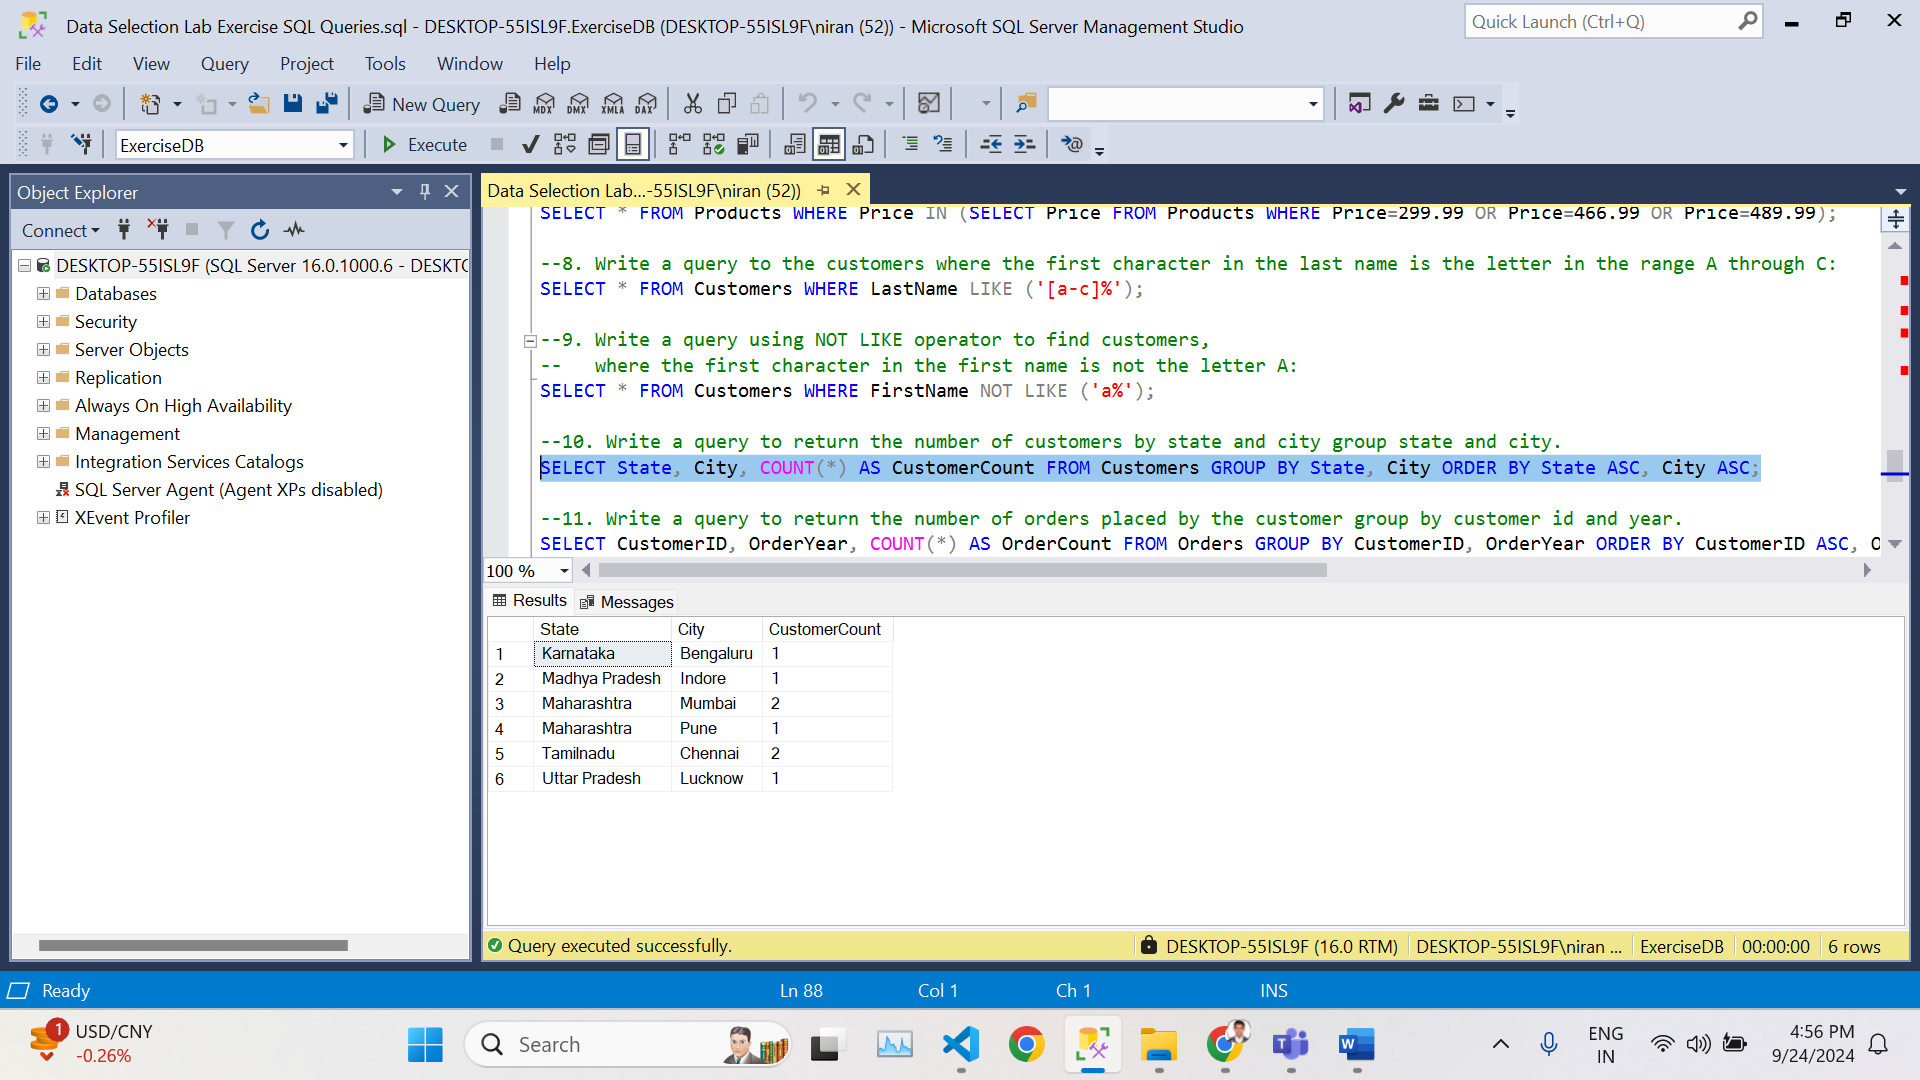 Data Selection Lab Exercise SQL Queries.sql - DESKTOP-55ISL9F.ExerciseDB (DESKTOP-55ISL9F\niran (52)) - Microsoft SQL Server Management Studio
Quick Launch (Ctrl+Q)
File Edit View Query Project Tools Window Help
New Query MDX DMX XMLA DAX
ExerciseDB Execute
Object Explorer
Connect
DESKTOP-55ISL9F (SQL Server 16.0.1000.6 - DESKTO
Databases
Security
Server Objects
Replication
Always On High Availability
Management
Integration Services Catalogs
SQL Server Agent (Agent XPs disabled)
XEvent Profiler
Data Selection Lab...-55ISL9F\niran (52))
SELECT * FROM Products WHERE Price IN (SELECT Price FROM Products WHERE Price=299.99 OR Price=466.99 OR Price=489.99);
--8. Write a query to the customers where the first character in the last name is the letter in the range A through C:
SELECT * FROM Customers WHERE LastName LIKE ('[a-c]%');
--9. Write a query using NOT LIKE operator to find customers,
--   where the first character in the first name is not the letter A:
SELECT * FROM Customers WHERE FirstName NOT LIKE ('a%');
--10. Write a query to return the number of customers by state and city group state and city.
SELECT State, City, COUNT(*) AS CustomerCount FROM Customers GROUP BY State, City ORDER BY State ASC, City ASC;
--11. Write a query to return the number of orders placed by the customer group by customer id and year.
SELECT CustomerID, OrderYear, COUNT(*) AS OrderCount FROM Orders GROUP BY CustomerID, OrderYear ORDER BY CustomerID ASC, O
100 %
Results Messages
State City CustomerCount
1 Karnataka Bengaluru 1
2 Madhya Pradesh Indore 1
3 Maharashtra Mumbai 2
4 Maharashtra Pune 1
5 Tamilnadu Chennai 2
6 Uttar Pradesh Lucknow 1
Query executed successfully. DESKTOP-55ISL9F (16.0 RTM) DESKTOP-55ISL9F\niran ... ExerciseDB 00:00:00 6 rows
Ready Ln 88 Col 1 Ch 1 INS
1 USD/CNY
-0.26%
Search
ENG
IN
4:56 PM
9/24/2024